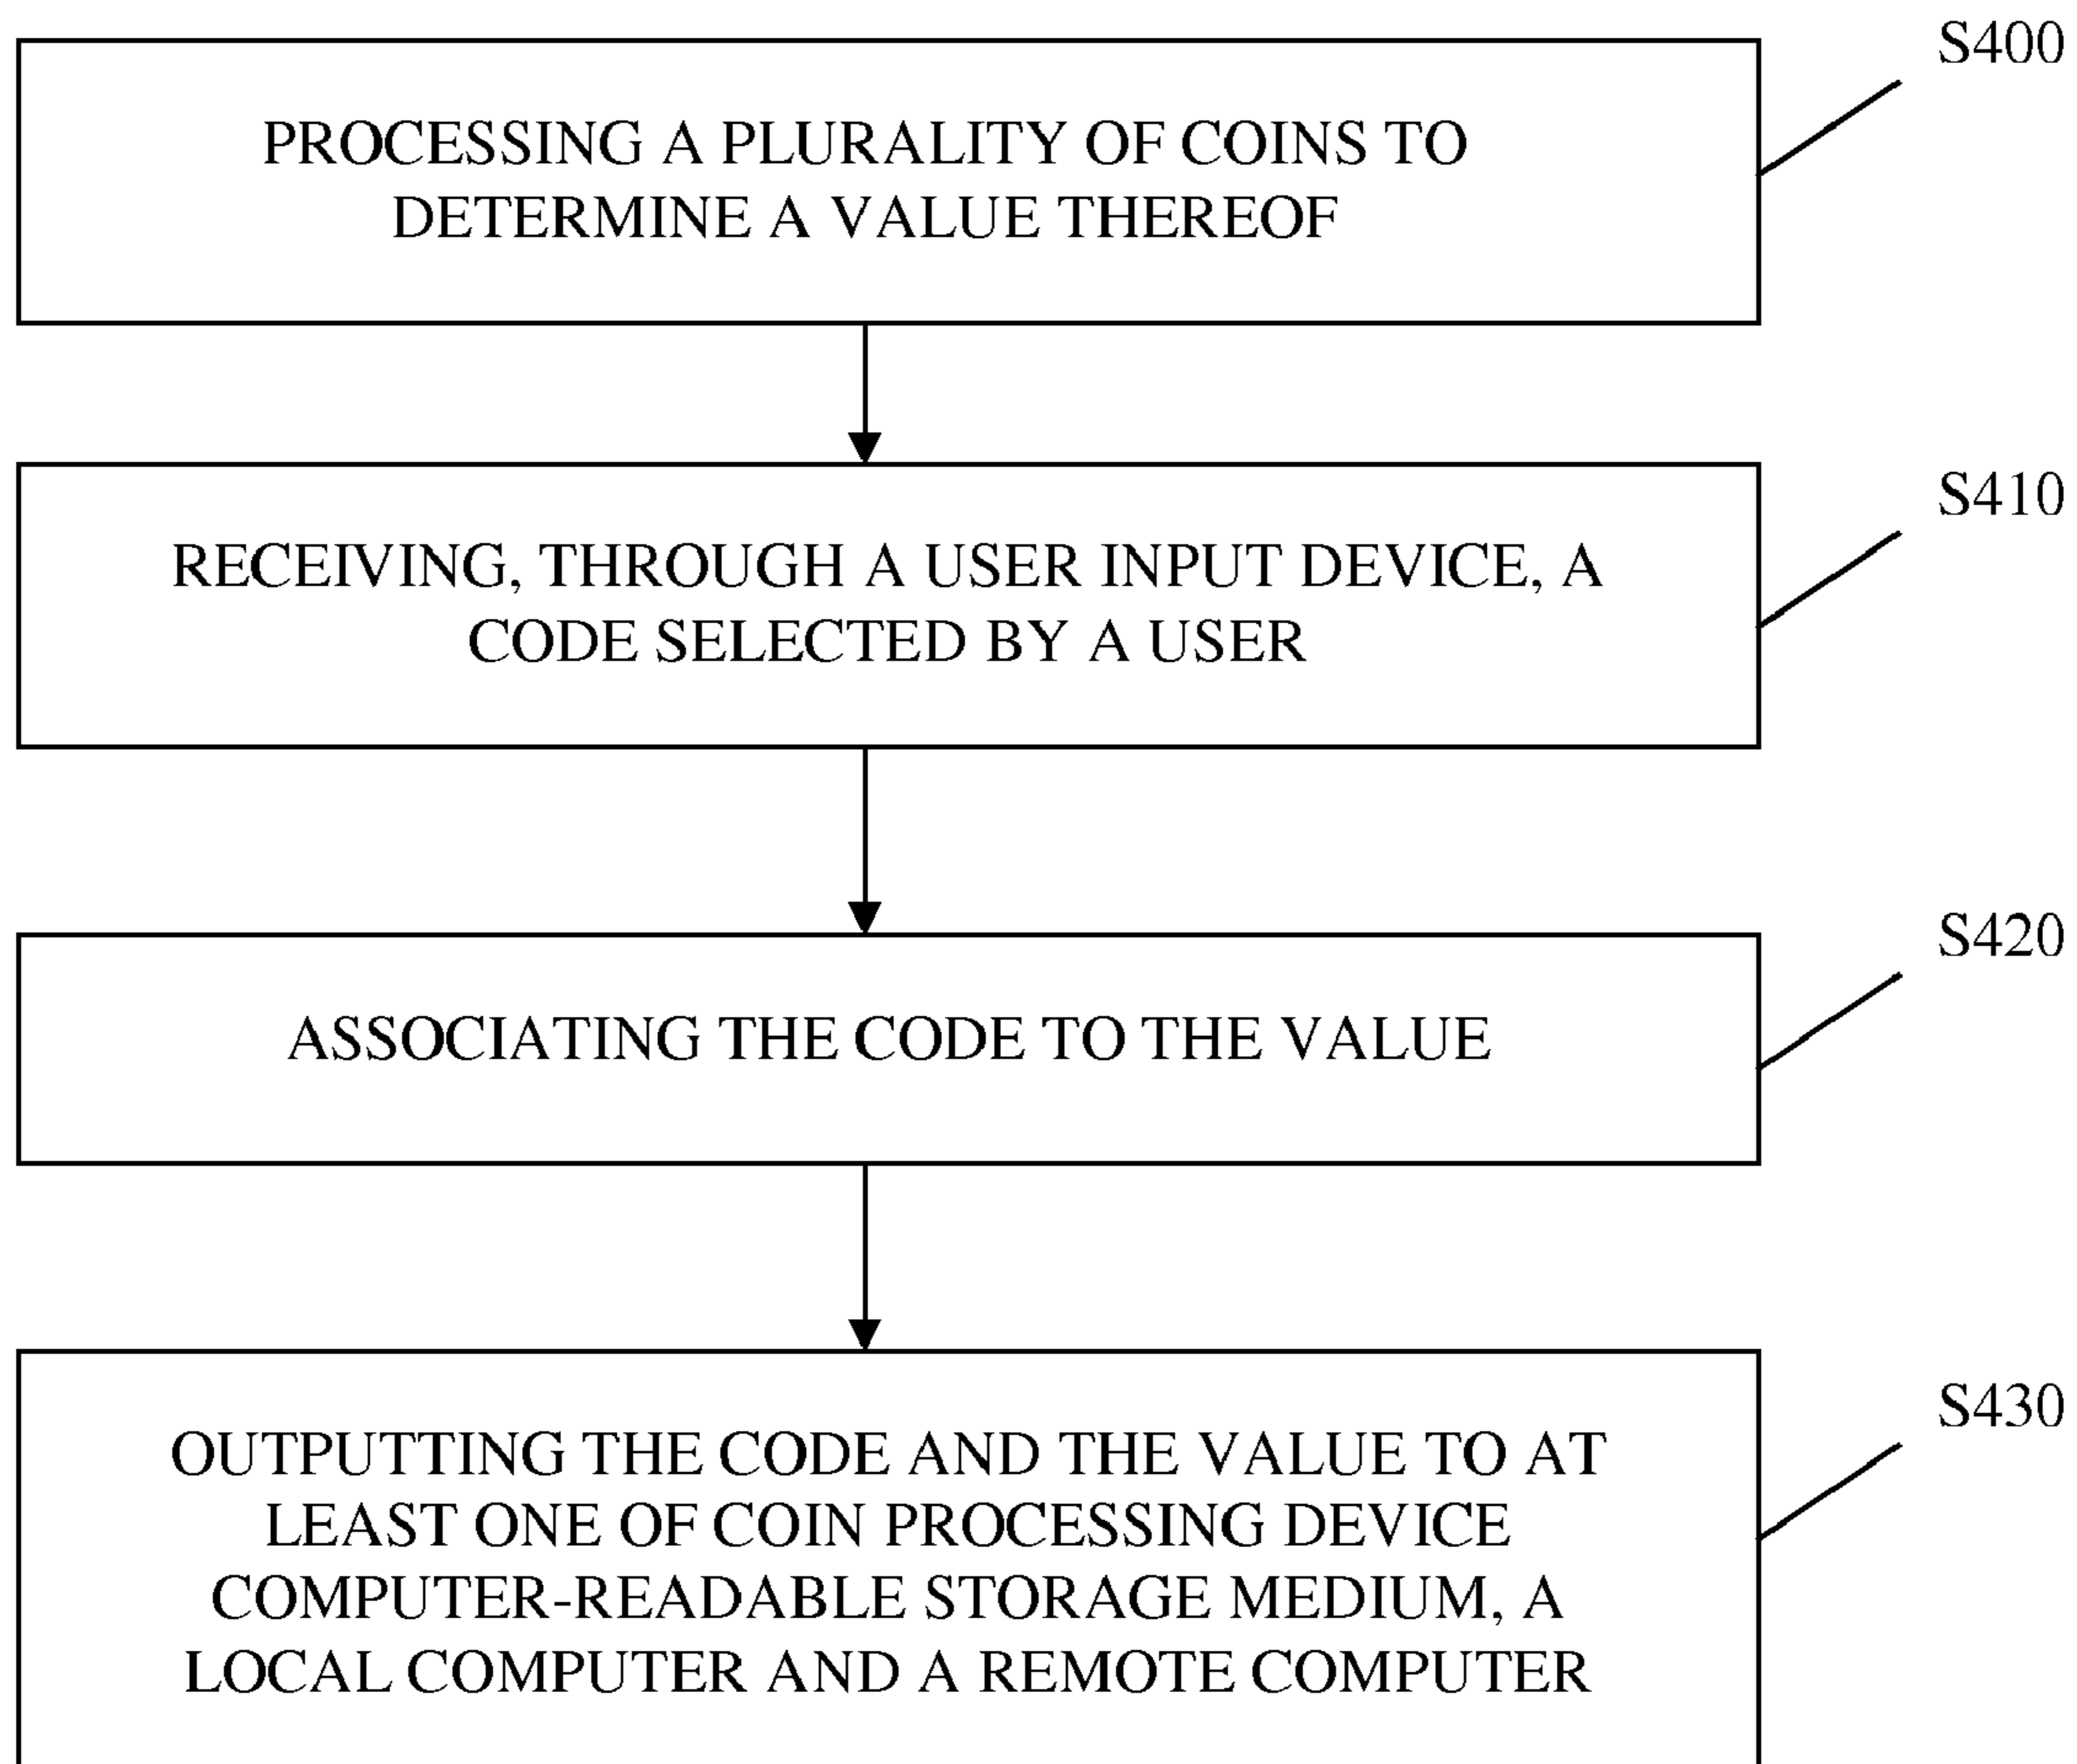 S400
PROCESSING A PLURALITY OF COINS TO
DETERMINE A VALUE THEREOF
S410
RECEIVING, THROUGH A USER INPUT DEVICE, A
CODE SELECTED BY A USER
S420
ASSOCIATING THE CODE TO THE VALUE
S430
OUTPUTTING THE CODE AND THE VALUE TO AT
LEAST ONE OF COIN PROCESSING DEVICE
COMPUTER-READABLE STORAGE MEDIUM, A
LOCAL COMPUTER AND A REMOTE COMPUTER